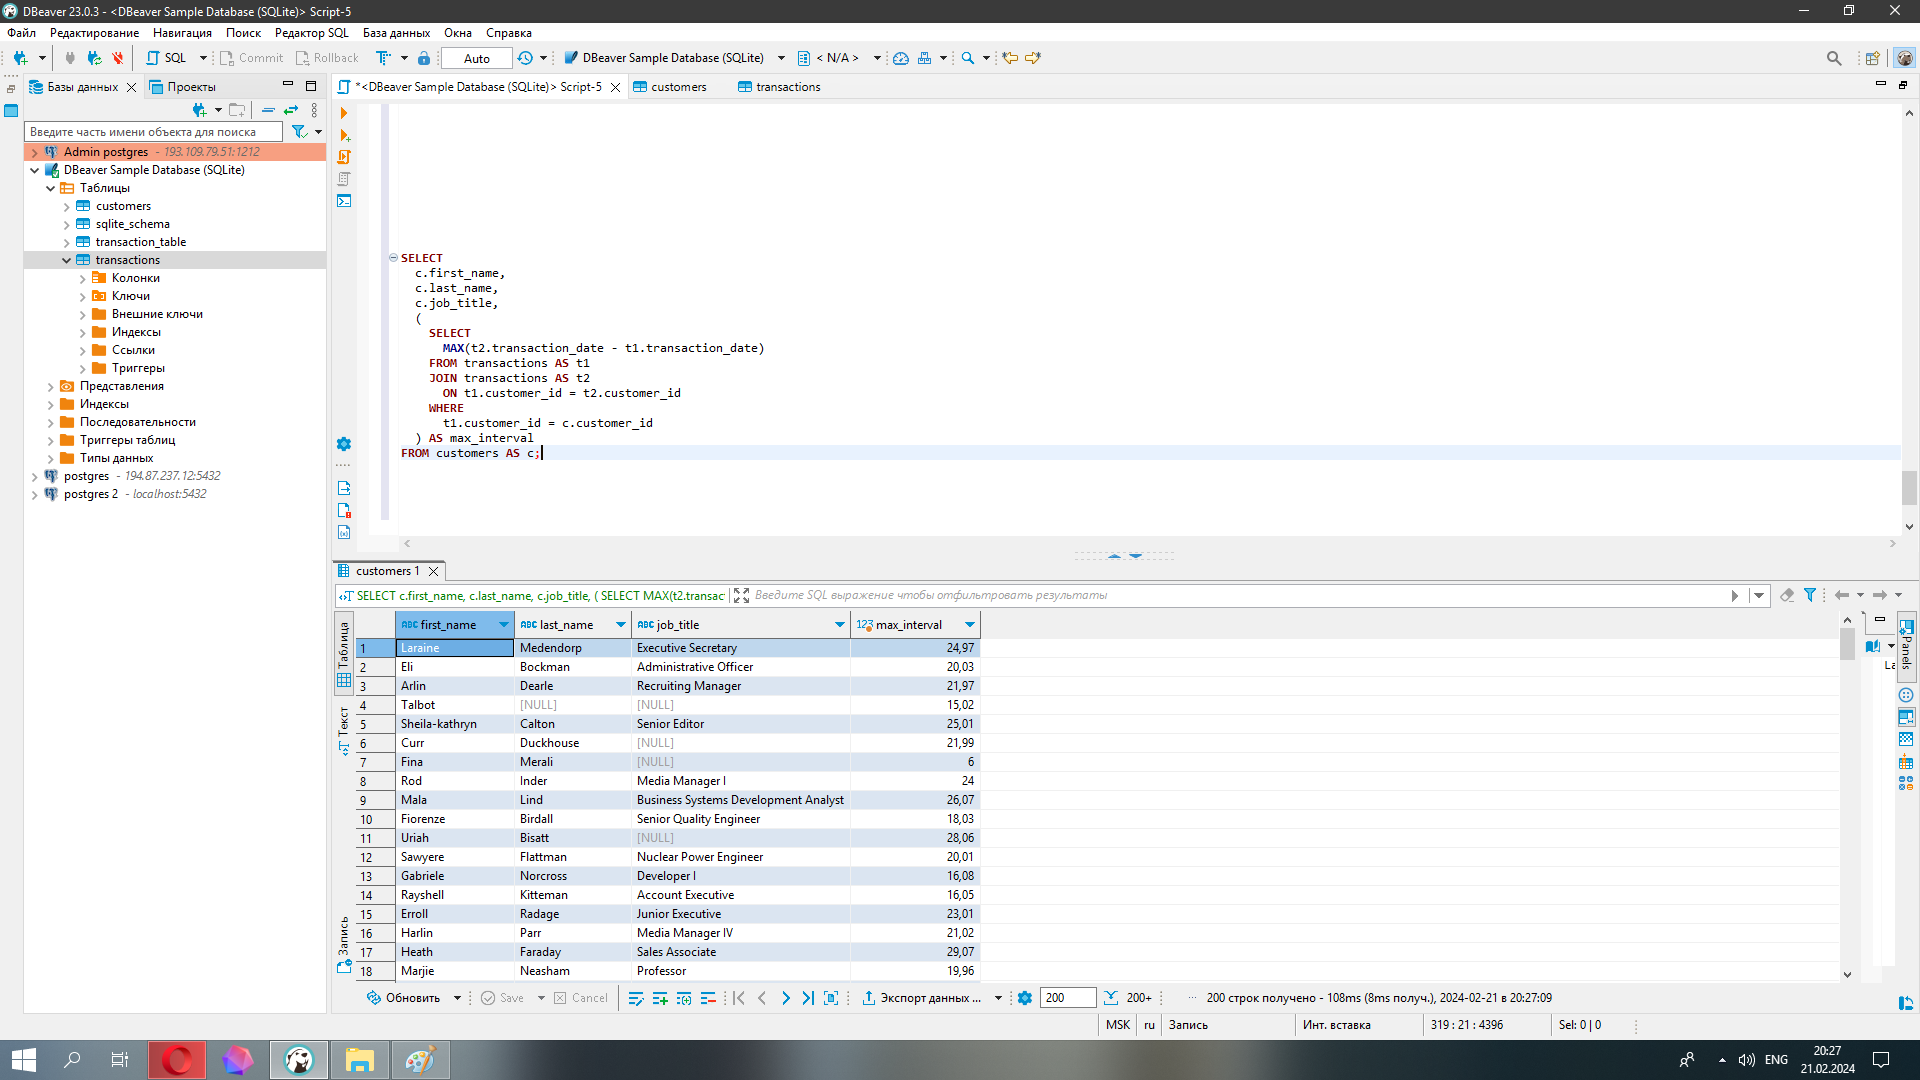 DBeaver 23.0.3 - <DBeaver Sample Database (SQLite)> Script-5
Файл Редактирование Навигация Поиск Редактор SQL База данных Окна Справка
SQL Commit Rollback Auto DBeaver Sample Database (SQLite) < N/A >
Базы данных Проекты
*<DBeaver Sample Database (SQLite)> Script-5 customers transactions
Введите часть имени объекта для поиска
Admin postgres - 193.109.79.51:1212
DBeaver Sample Database (SQLite)
Таблицы
customers
sqlite_schema
transaction_table
transactions
Колонки
Ключи
Внешние ключи
Индексы
Ссылки
Триггеры
Представления
Индексы
Последовательности
Триггеры таблиц
Типы данных
postgres - 194.87.237.12:5432
postgres 2 - localhost:5432
SELECT
c.first_name,
c.last_name,
c.job_title,
(
SELECT
MAX(t2.transaction_date - t1.transaction_date)
FROM transactions AS t1
JOIN transactions AS t2
ON t1.customer_id = t2.customer_id
WHERE
t1.customer_id = c.customer_id
) AS max_interval
FROM customers AS c;
customers 1
SELECT c.first_name, c.last_name, c.job_title, ( SELECT MAX(t2.transac Введите SQL выражение чтобы отфильтровать результаты
Таблица
Текст
Запись
ABC first_name ABC last_name ABC job_title 123 max_interval
1 Laraine Medendorp Executive Secretary 24,97
2 Eli Bockman Administrative Officer 20,03
3 Arlin Dearle Recruiting Manager 21,97
4 Talbot [NULL] [NULL] 15,02
5 Sheila-kathryn Calton Senior Editor 25,01
6 Curr Duckhouse [NULL] 21,99
7 Fina Merali [NULL] 6
8 Rod Inder Media Manager I 24
9 Mala Lind Business Systems Development Analyst 26,07
10 Fiorenze Birdall Senior Quality Engineer 18,03
11 Uriah Bisatt [NULL] 28,06
12 Sawyere Flattman Nuclear Power Engineer 20,01
13 Gabriele Norcross Developer I 16,08
14 Rayshell Kitteman Account Executive 16,05
15 Erroll Radage Junior Executive 23,01
16 Harlin Parr Media Manager IV 21,02
17 Heath Faraday Sales Associate 29,07
18 Marjie Neasham Professor 19,96
Panels
La
Обновить Save Cancel Экспорт данных ... 200 200+ ··· 200 строк получено - 108ms (8ms получ.), 2024-02-21 в 20:27:09
MSK ru Запись Инт. вставка 319 : 21 : 4396 Sel: 0 | 0
ENG 20:27
21.02.2024